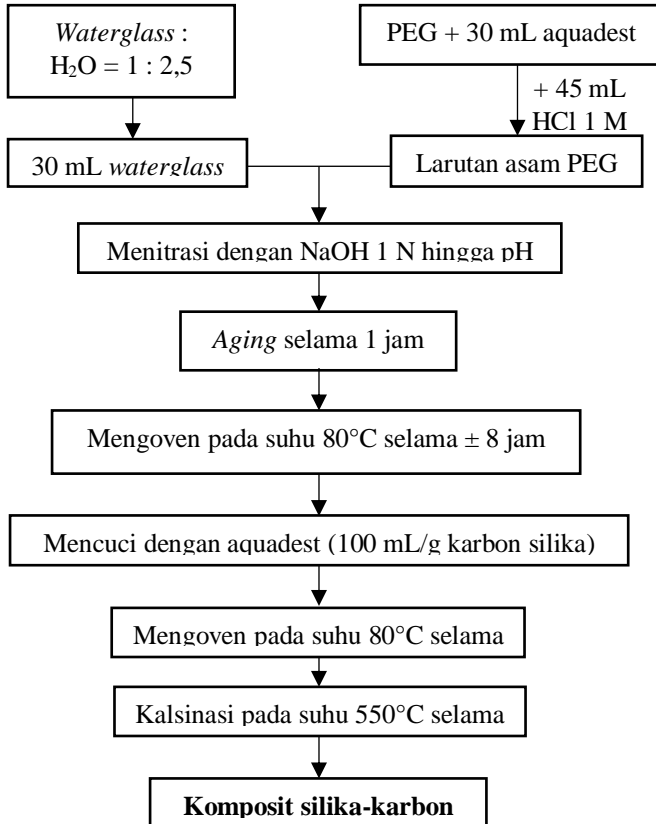 Waterglass :
H₂O = 1 : 2,5
PEG + 30 mL aquadest
+ 45 mL
HCl 1 M
30 mL waterglass
Larutan asam PEG
Menitrasi dengan NaOH 1 N hingga pH
Aging selama 1 jam
Mengoven pada suhu 80°C selama ± 8 jam
Mencuci dengan aquadest (100 mL/g karbon silika)
Mengoven pada suhu 80°C selama
Kalsinasi pada suhu 550°C selama
Komposit silika-karbon